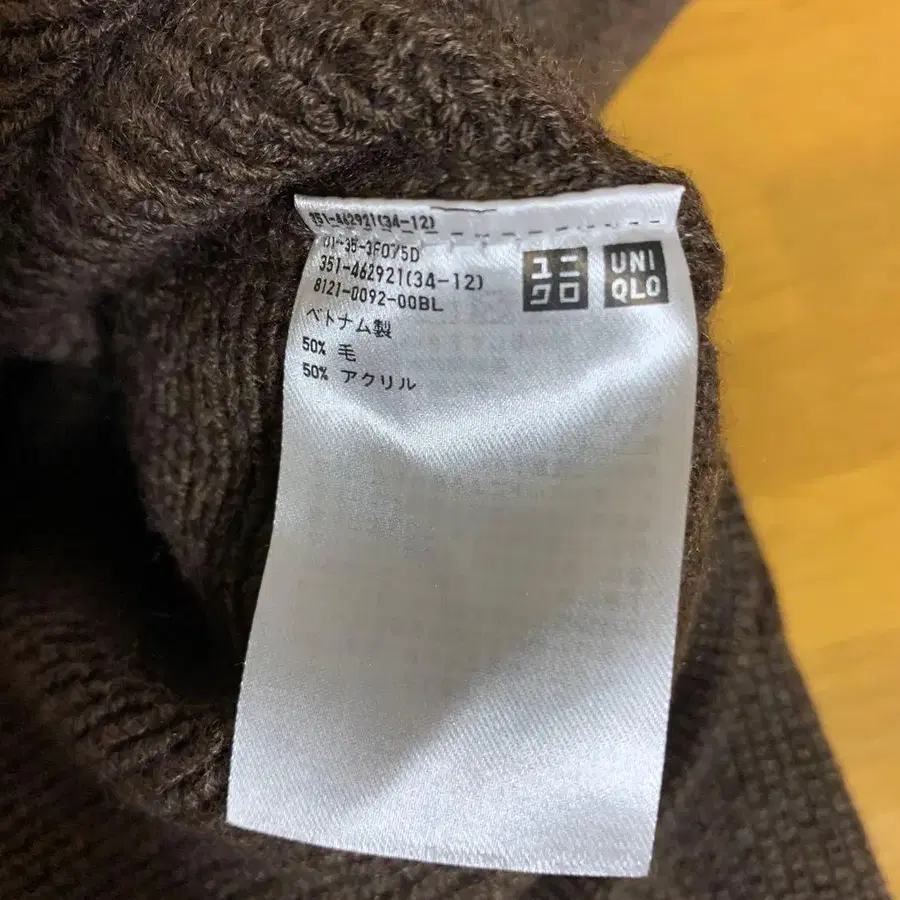 351-462921(34-12)
01-35-3F075D
351-462921(34-12)
8121-0092-00BL
ユニ
クロ
UNI
QLO
ベトナム製
50% 毛
50% アクリル